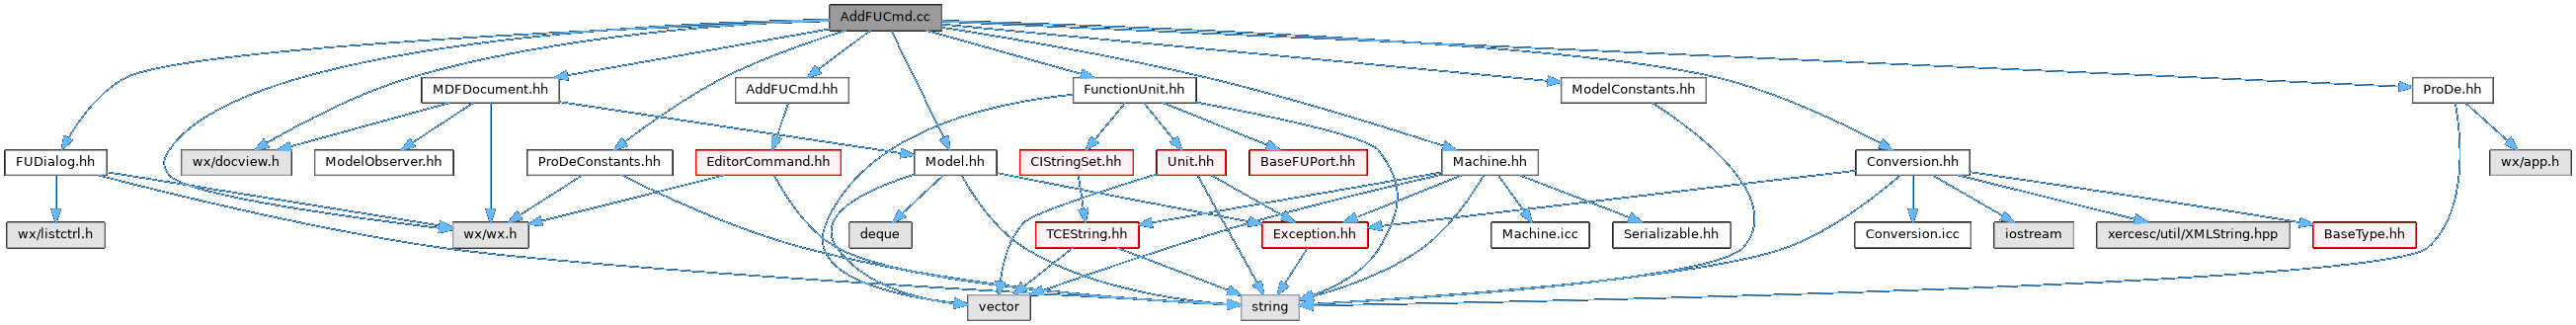 AddFUCmd.cc
MDFDocument.hh
AddFUCmd.hh
FunctionUnit.hh
ModelConstants.hh
ProDe.hh
FUDialog.hh
wx/docview.h
ModelObserver.hh
ProDeConstants.hh
EditorCommand.hh
Model.hh
CIStringSet.hh
Unit.hh
BaseFUPort.hh
Machine.hh
Conversion.hh
wx/app.h
wx/listctrl.h
wx/wx.h
deque
TCEString.hh
Exception.hh
Machine.icc
Serializable.hh
Conversion.icc
iostream
xercesc/util/XMLString.hpp
BaseType.hh
vector
string